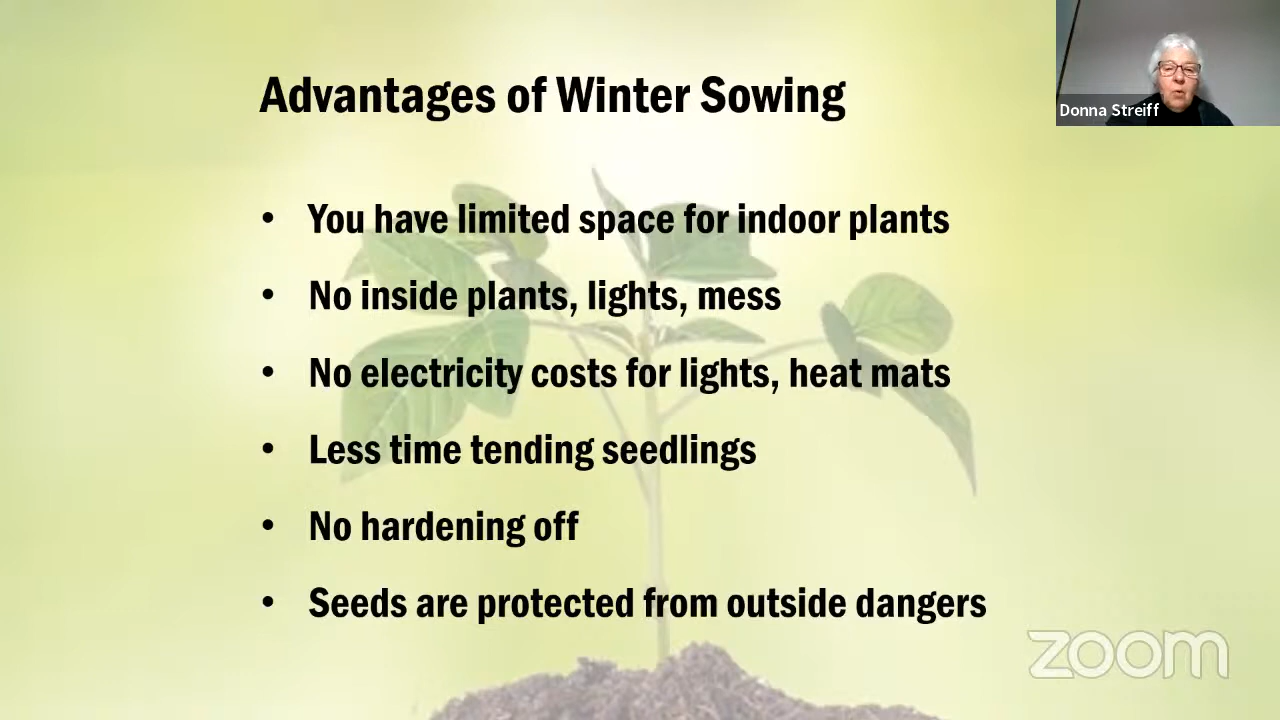 Advantages of Winter Sowing
Donna Streiff
• You have limited space for indoor plants
• No inside plants, lights, mess
• No electricity costs for lights, heat mats
• Less time tending seedlings
• No hardening off
• Seeds are protected from outside dangers
zoom